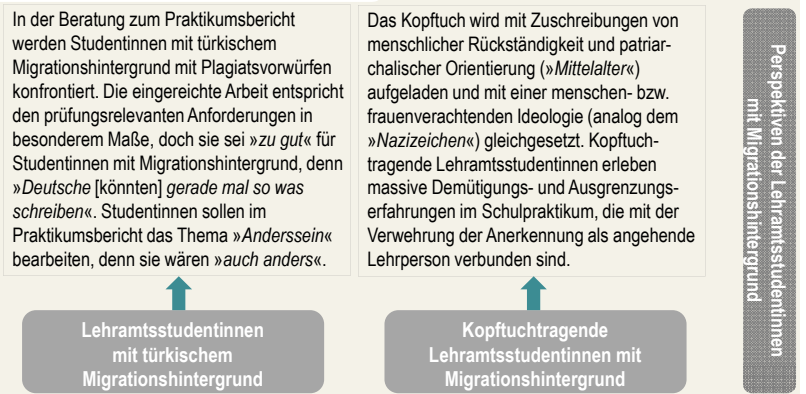 In der Beratung zum Praktikumsbericht
werden Studentinnen mit türkischem
Migrationshintergrund mit Plagiatsvorwürfen
konfrontiert. Die eingereichte Arbeit entspricht
den prüfungsrelevanten Anforderungen in
besonderem Maße, doch sie sei »zu gut« für
Studentinnen mit Migrationshintergrund, denn
»Deutsche [könnten] gerade mal so was
schreiben«. Studentinnen sollen im
Praktikumsbericht das Thema »Anderssein«
bearbeiten, denn sie wären »auch anders«.
Lehramtsstudentinnen
mit türkischem
Migrationshintergrund
Das Kopftuch wird mit Zuschreibungen von
menschlicher Rückständigkeit und patriar-
chalischer Orientierung (»Mittelalter«)
aufgeladen und mit einer menschen- bzw.
frauenverachtenden Ideologie (analog dem
»Nazizeichen«) gleichgesetzt. Kopftuch-
tragende Lehramtsstudentinnen erleben
massive Demütigungs- und Ausgrenzungs-
erfahrungen im Schulpraktikum, die mit der
Verwehrung der Anerkennung als angehende
Lehrperson verbunden sind.
Kopftuchtragende
Lehramtsstudentinnen mit
Migrationshintergrund
Perspektiven der Lehramtsstudentinnen
mit Migrationshintergrund